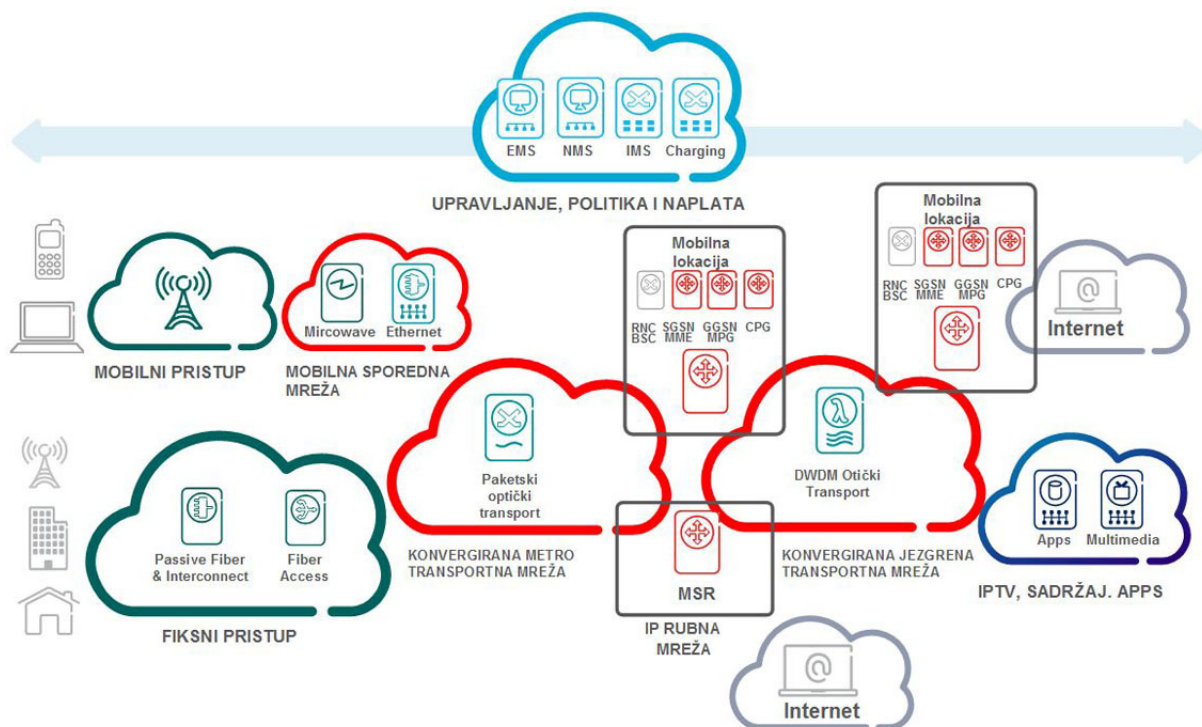 EMS NMS IMS Charging
UPRAVLJANJE, POLITIKA I NAPLATA
Mobilna
lokacija
RNC SGSN GGSN CPG
BSC MME MPG
Mobilna
lokacija
RNC SGSN GGSN CPG
BSC MME MPG
@
Internet
Mircowave Ethernet
MOBILNI PRISTUP
MOBILNA SPOREDNA
MREŽA
Paketski
optički
transport
DWDM Otički
Transport
Passive Fiber
& Interconnect
Fiber
Access
KONVERGIRANA METRO
TRANSPORTNA MREŽA
MSR
KONVERGIRANA JEZGRENA
TRANSPORTNA MREŽA
Apps Multimedia
IPTV, SADRŽAJ. APPS
FIKSNI PRISTUP
IP RUBNA
MREŽA
@
Internet